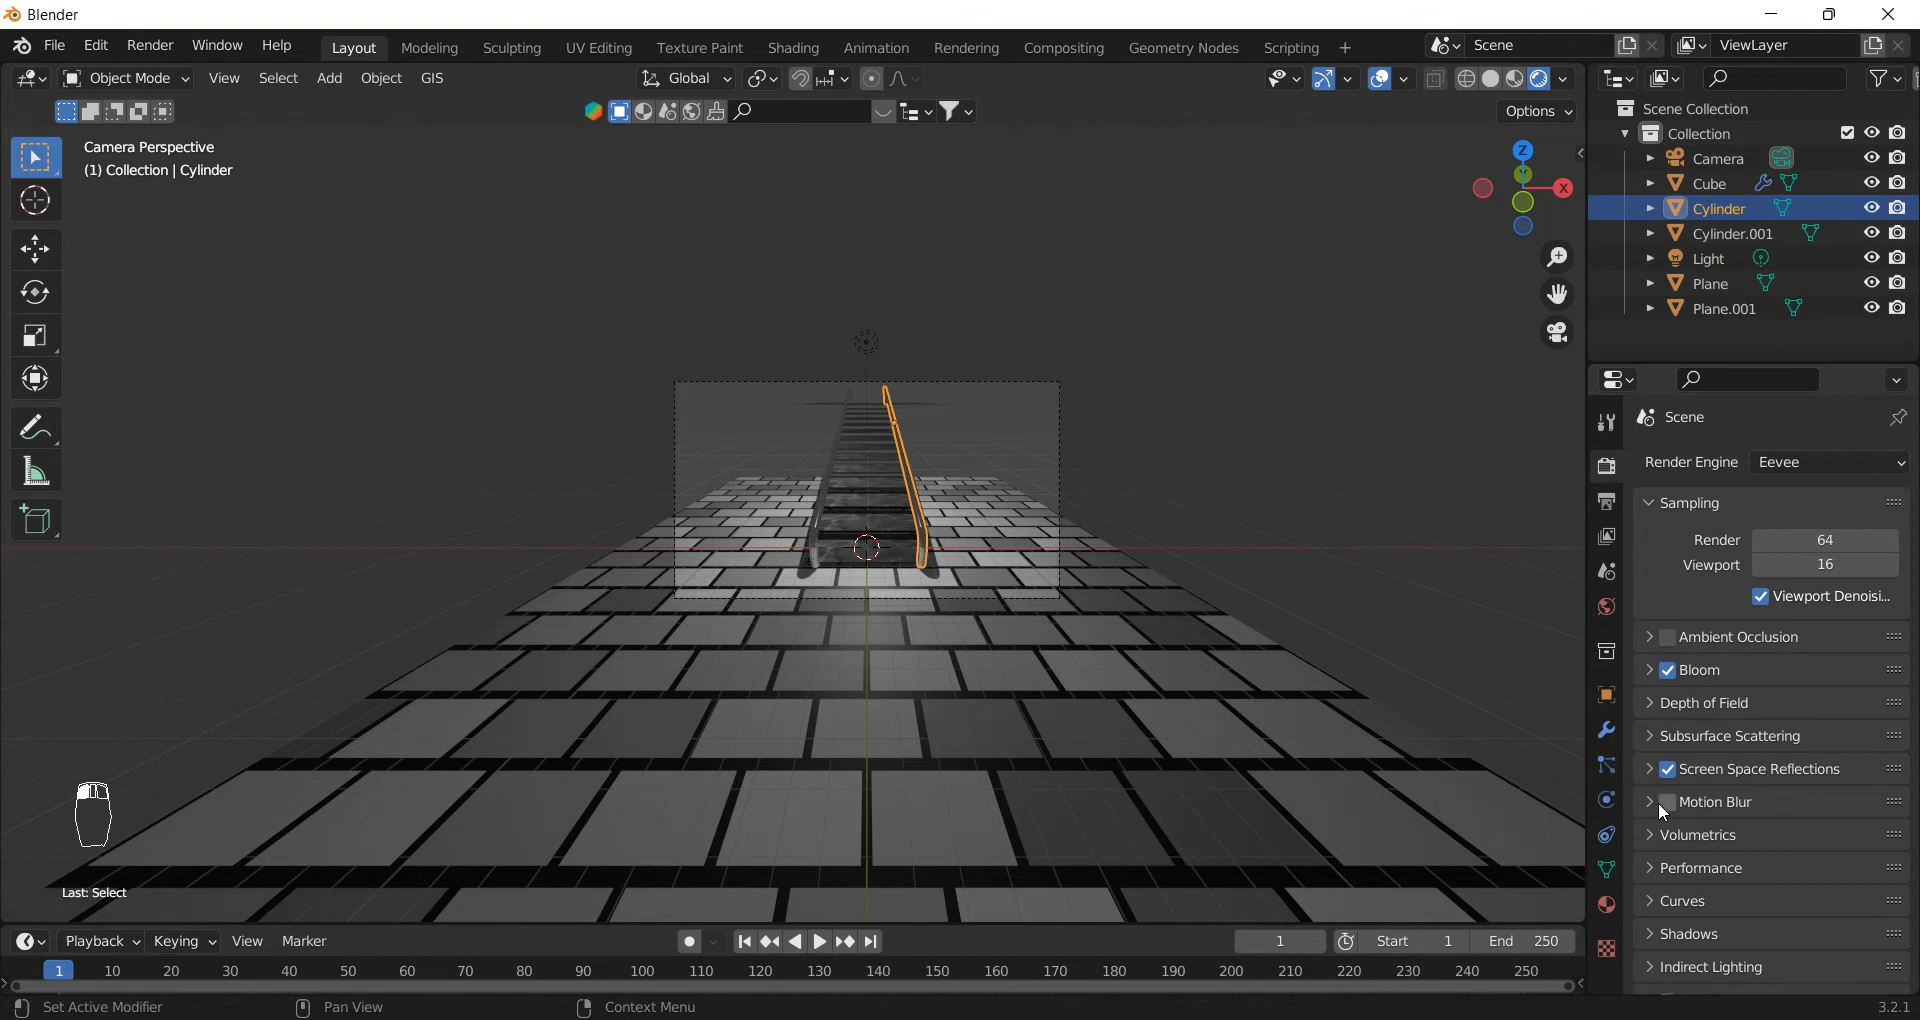 Blender
File Edit Render Window Help Layout Modeling Sculpting UV Editing Texture Paint Shading Animation Rendering Compositing Geometry Nodes Scripting + Scene ViewLayer
Object Mode View Select Add Object GIS Global
Options
Camera Perspective
(1) Collection | Cylinder
Z
Y
X
Scene Collection
Collection
Camera
Cube
Cylinder
Cylinder.001
Light
Plane
Plane.001
Scene
Render Engine Eevee
Sampling
Render 64
Viewport 16
Viewport Denoisi...
Ambient Occlusion
Bloom
Depth of Field
Subsurface Scattering
Screen Space Reflections
Motion Blur
Volumetrics
Performance
Curves
Shadows
Indirect Lighting
Last: Select
Playback Keying View Marker 1 Start 1 End 250
1 10 20 30 40 50 60 70 80 90 100 110 120 130 140 150 160 170 180 190 200 210 220 230 240 250
Set Active Modifier Pan View Context Menu 3.2.1